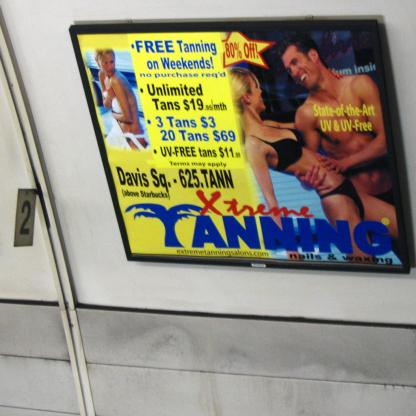 •FREE Tanning
on Weekends!
no purchase req'd
80% Off!
• Unlimited
Tans $19.95/mth
• 3 Tans $3
20 Tans $69
• UV-FREE tans $11
Terms may apply
Davis Sq. • 625.TANN
(above Starbucks)
State-of-the-Art
UV & UV-Free
Xtreme
TANNING
nails & waxing
extremetanningsalons.com
2